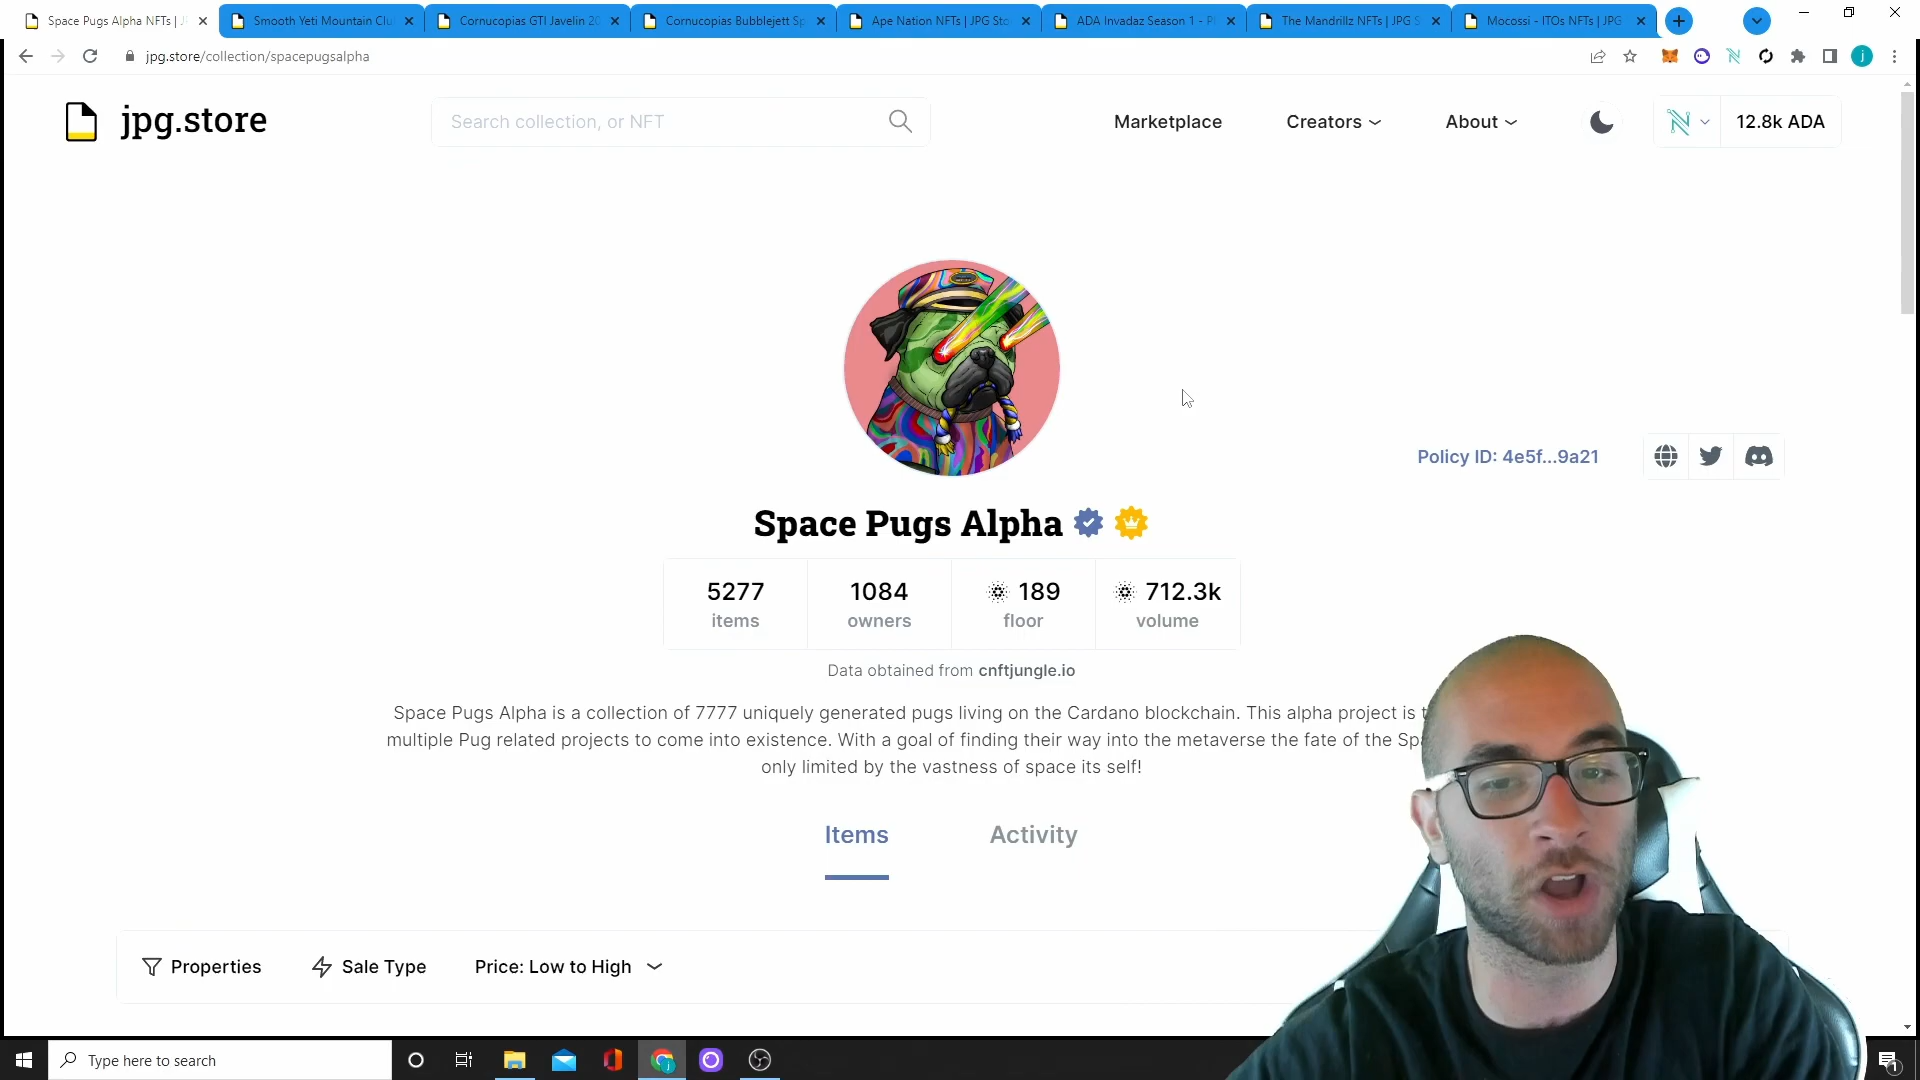 Space Pugs Alpha NFTs | J
Smooth Yeti Mountain Clu
Cornucopias GTI Javelin 20
Cornucopias Bubblejett Sp
Ape Nation NFTs | JPG Sto
ADA Invadaz Season 1 - P
The Mandrillz NFTs | JPG S
Mocossi - ITOs NFTs | JPG
jpg.store/collection/spacepugsalpha
j
jpg.store
Search collection, or NFT
Marketplace
Creators
About
12.8k ADA
Policy ID: 4e5f...9a21
Space Pugs Alpha
5277
items
1084
owners
189
floor
712.3k
volume
Data obtained from cnftjungle.io
Space Pugs Alpha is a collection of 7777 uniquely generated pugs living on the Cardano blockchain. This alpha project is t
multiple Pug related projects to come into existence. With a goal of finding their way into the metaverse the fate of the Sp
only limited by the vastness of space its self!
Items
Activity
Properties
Sale Type
Price: Low to High
Type here to search
1